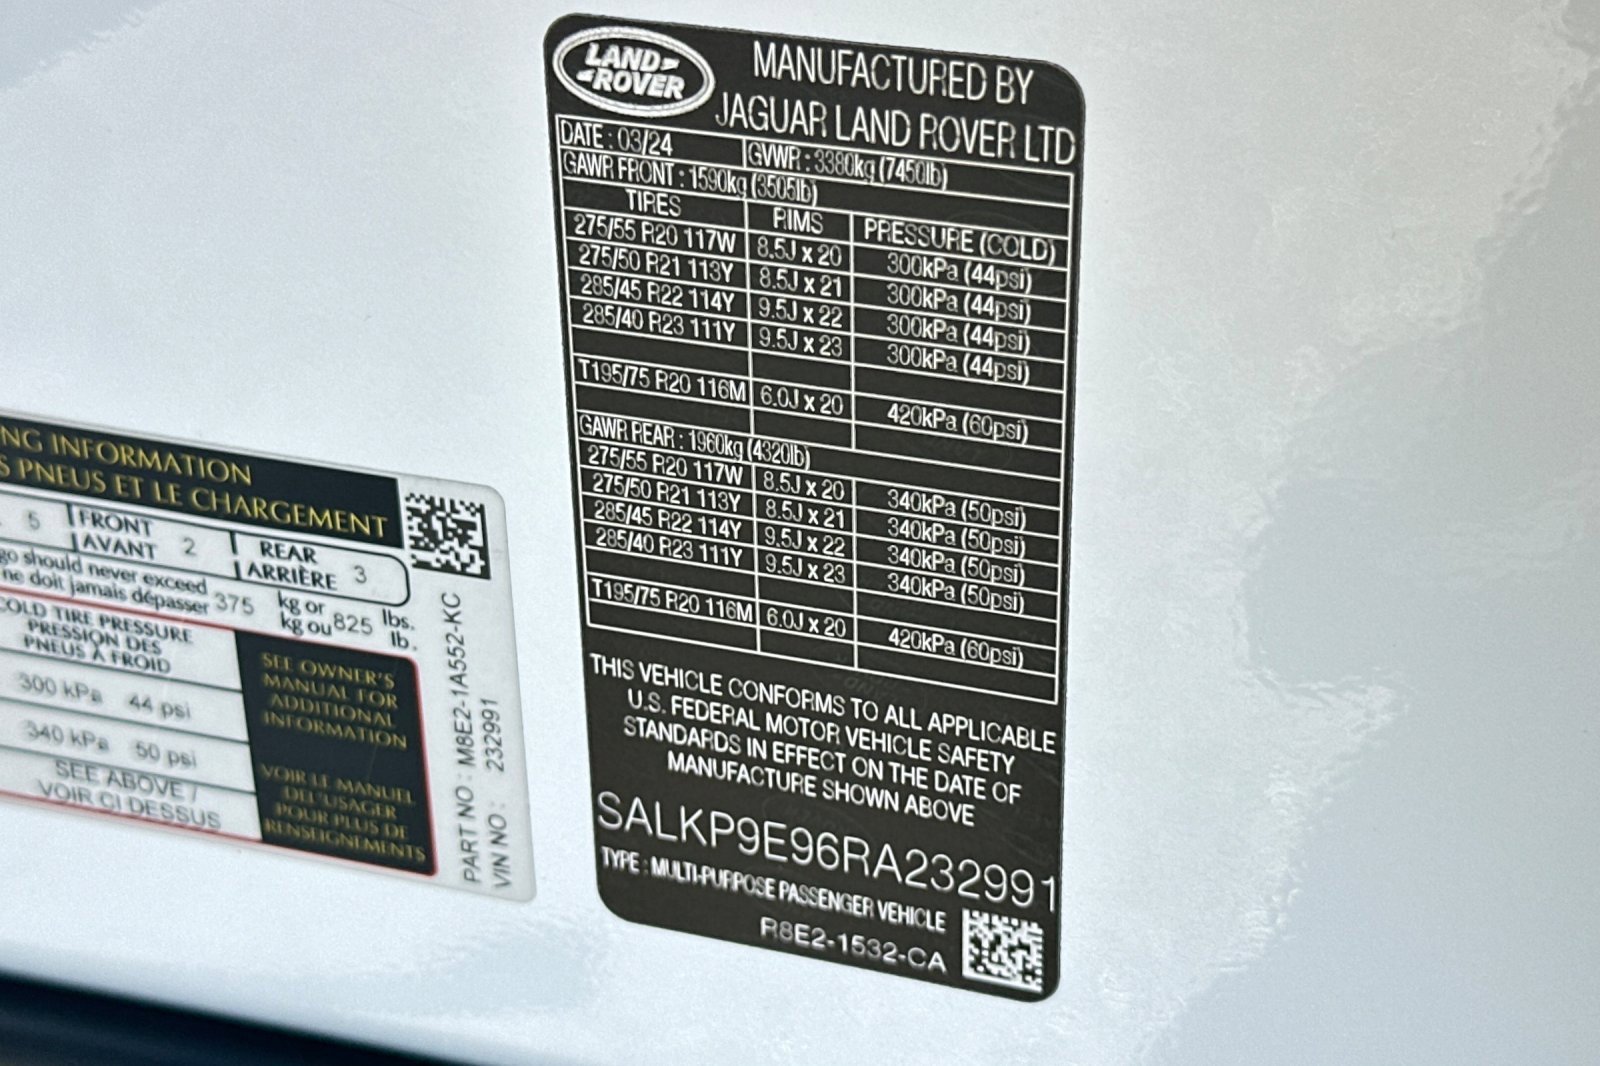 LAND
ROVER
MANUFACTURED BY
JAGUAR LAND ROVER LTD
DATE : 03/24 GVWR : 3380kg (7450lb)
GAWR FRONT : 1590kg (3505lb)
TIRES RIMS PRESSURE (COLD)
275/55 R20 117W 8.5J x 20 300kPa (44psi)
275/50 R21 113Y 8.5J x 21 300kPa (44psi)
285/45 R22 114Y 9.5J x 22 300kPa (44psi)
285/40 R23 111Y 9.5J x 23 300kPa (44psi)
T195/75 R20 116M 6.0J x 20 420kPa (60psi)
GAWR REAR : 1960kg (4320lb)
275/55 R20 117W 8.5J x 20 340kPa (50psi)
275/50 R21 113Y 8.5J x 21 340kPa (50psi)
285/45 R22 114Y 9.5J x 22 340kPa (50psi)
285/40 R23 111Y 9.5J x 23 340kPa (50psi)
T195/75 R20 116M 6.0J x 20 420kPa (60psi)
THIS VEHICLE CONFORMS TO ALL APPLICABLE
U.S. FEDERAL MOTOR VEHICLE SAFETY
STANDARDS IN EFFECT ON THE DATE OF
MANUFACTURE SHOWN ABOVE
SALKP9E96RA232991
TYPE : MULTI-PURPOSE PASSENGER VEHICLE
R8E2-1532-CA
NG INFORMATION
S PNEUS ET LE CHARGEMENT
5 FRONT
AVANT 2 REAR
ARRIÈRE 3
go should never exceed
ne doit jamais dépasser 375 kg or
kg ou 825 lbs.
lb.
COLD TIRE PRESSURE
PRESSION DES
PNEUS À FROID
300 kPa 44 psi
340 kPa 50 psi
SEE ABOVE /
VOIR CI DESSUS
SEE OWNER'S
MANUAL FOR
ADDITIONAL
INFORMATION
VOIR LE MANUEL
DEL'USAGER
POUR PLUS DE
RENSEIGNEMENTS
PART NO : M8E2-1A552-KC
VIN NO : 232991